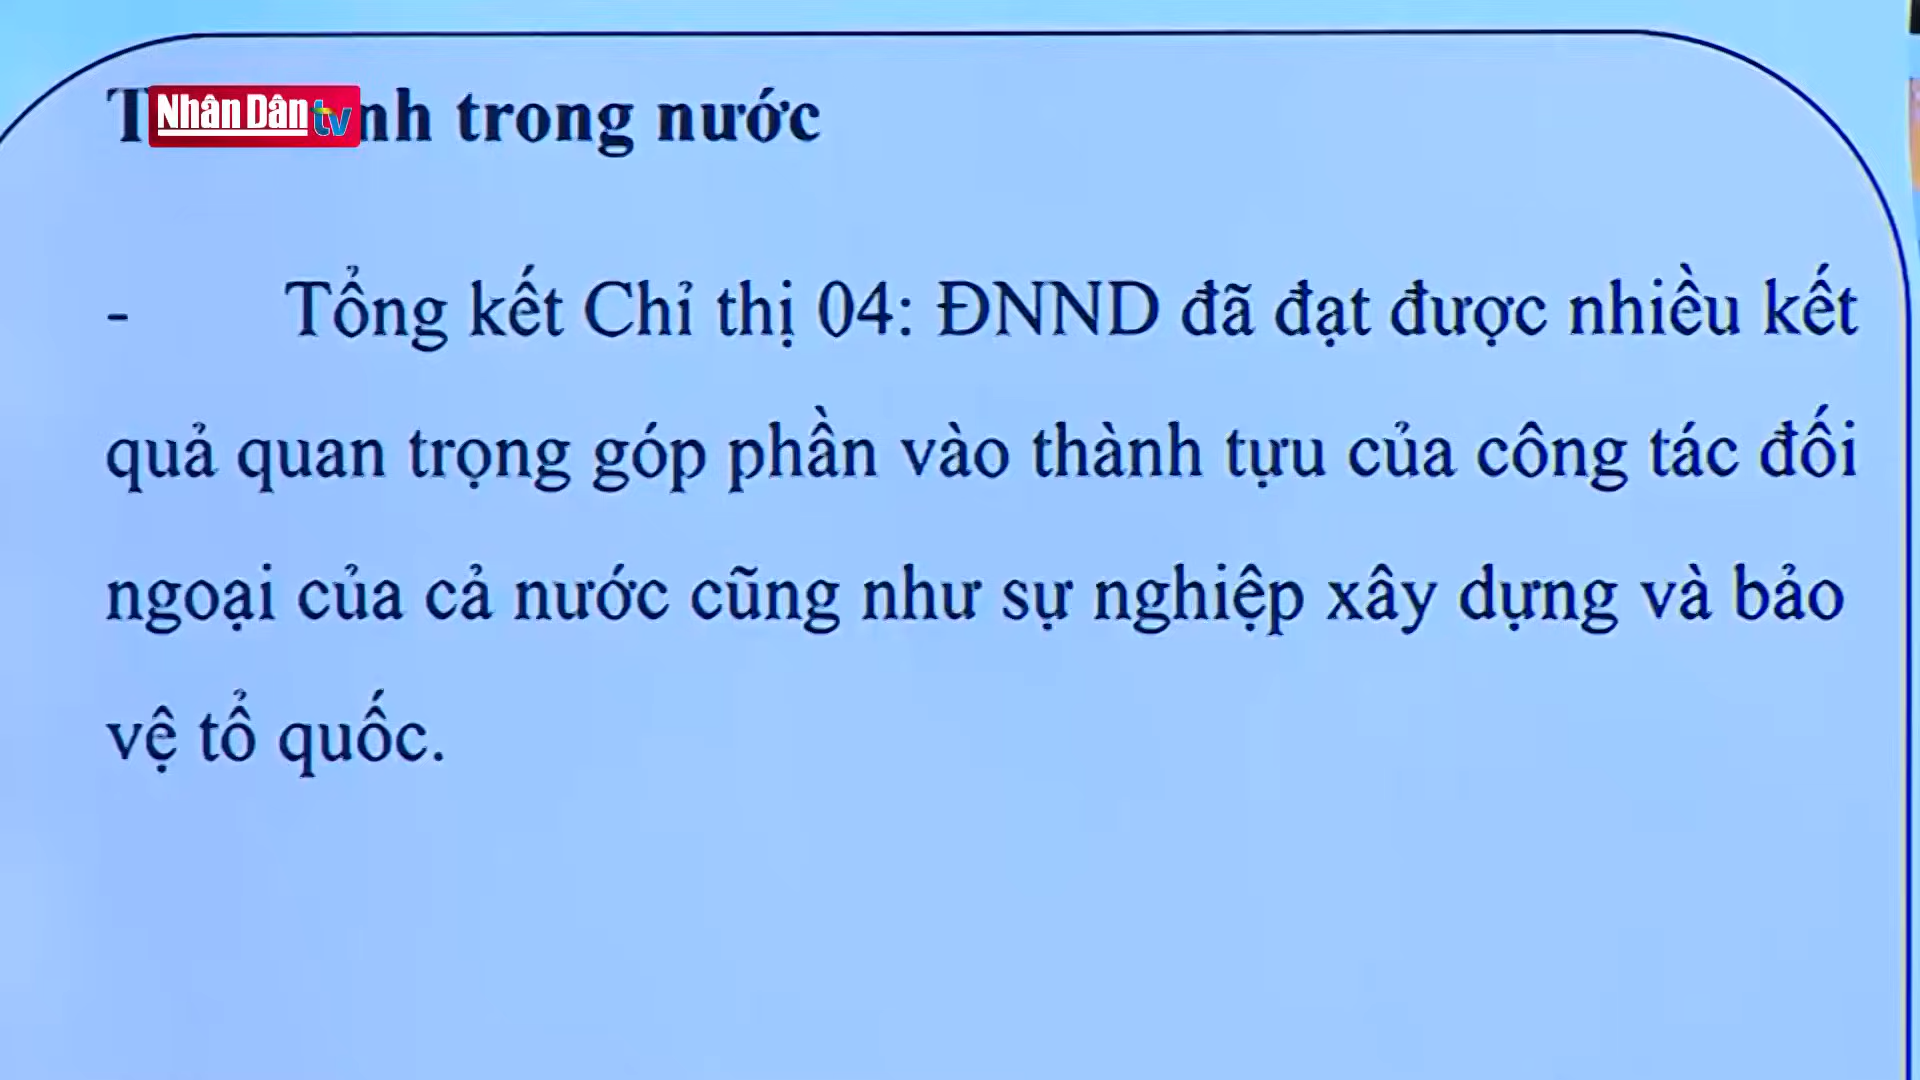 Nhân Dân tv
nh trong nước
- Tổng kết Chỉ thị 04: ĐNND đã đạt được nhiều kết
quả quan trọng góp phần vào thành tựu của công tác đối
ngoại của cả nước cũng như sự nghiệp xây dựng và bảo
vệ tổ quốc.